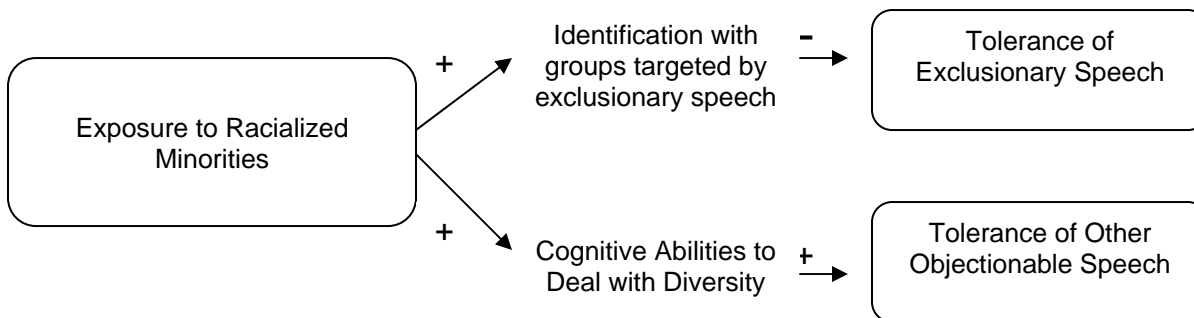 Exposure to Racialized
Minorities
+
+
Identification with
groups targeted by
exclusionary speech
-
Tolerance of
Exclusionary Speech
Cognitive Abilities to
Deal with Diversity
+
Tolerance of Other
Objectionable Speech